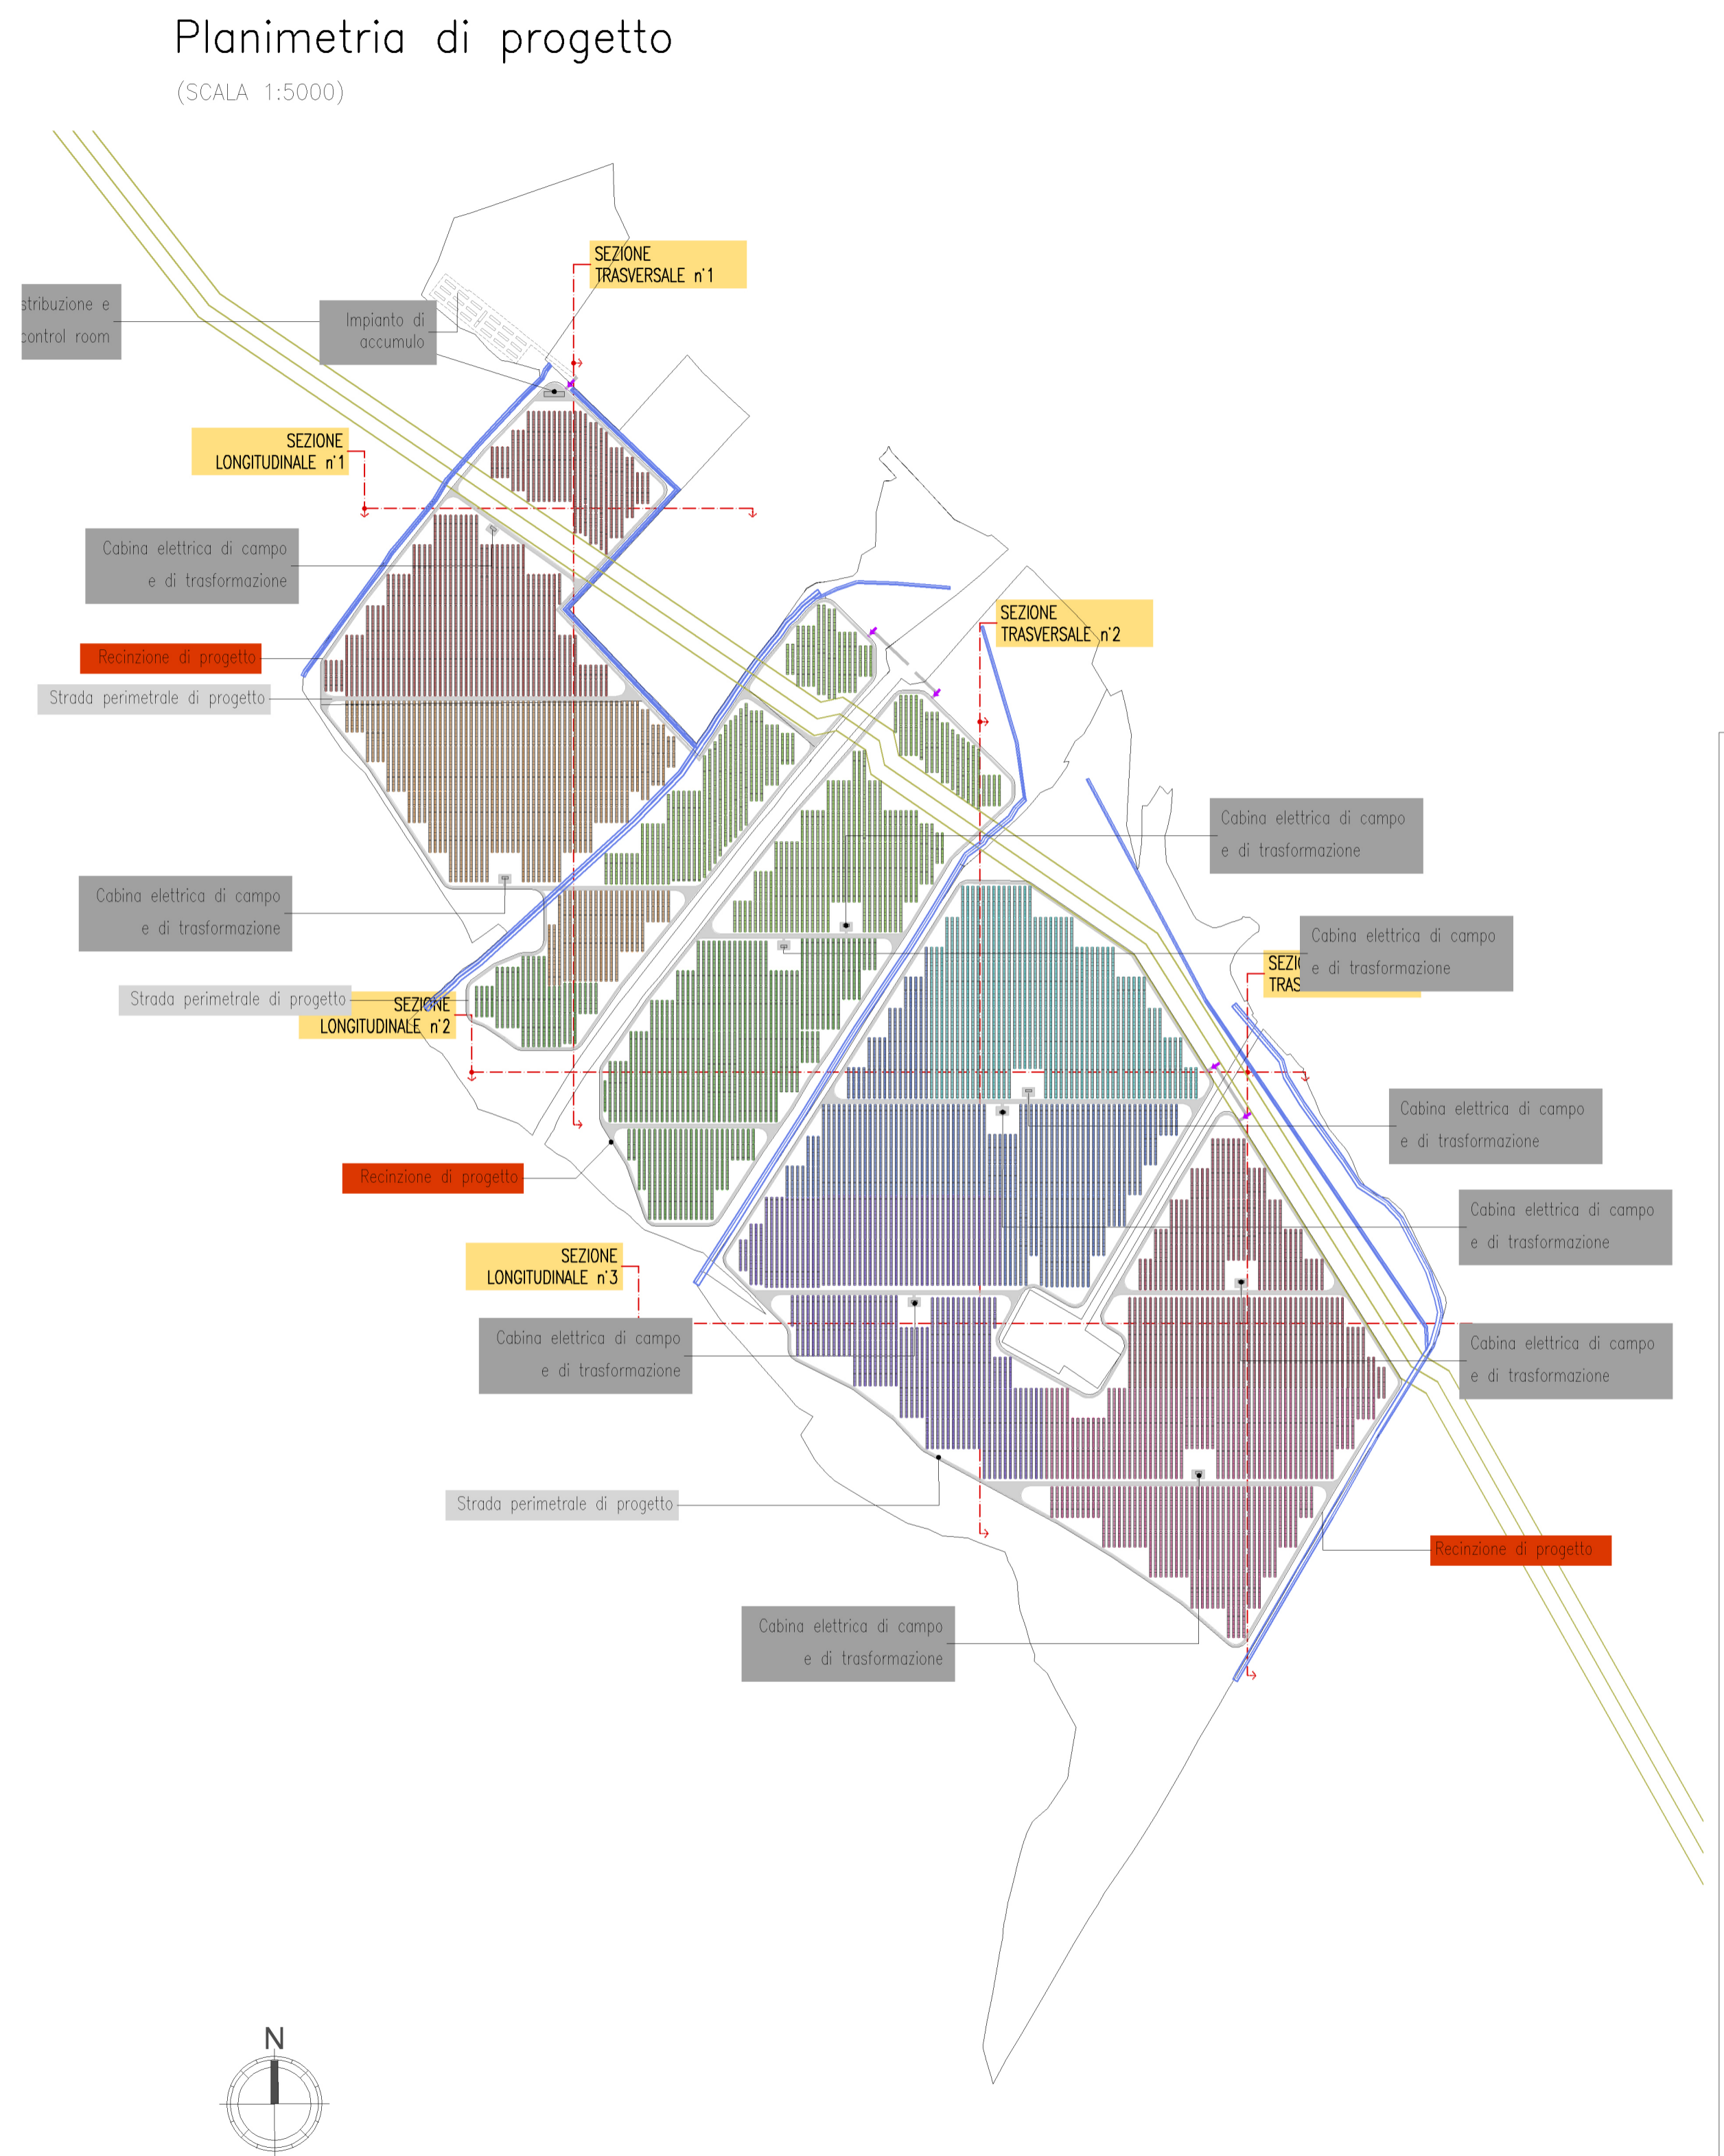 Planimetria di progetto
(SCALA 1:5000)
SEZIONE
TRASVERSALE n°1
stribuzione e
control room
Impianto di
accumulo
SEZIONE
LONGITUDINALE n°1
Cabina elettrica di campo
e di trasformazione
SEZIONE
TRASVERSALE n°2
Recinzione di progetto
Strada perimetrale di progetto
Cabina elettrica di campo
e di trasformazione
Cabina elettrica di campo
e di trasformazione
Cabina elettrica di campo
e di trasformazione
SEZI
TRAS
Strada perimetrale di progetto
SEZIONE
LONGITUDINALE n°2
Cabina elettrica di campo
e di trasformazione
Recinzione di progetto
Cabina elettrica di campo
e di trasformazione
SEZIONE
LONGITUDINALE n°3
Cabina elettrica di campo
e di trasformazione
Cabina elettrica di campo
e di trasformazione
Strada perimetrale di progetto
Recinzione di progetto
Cabina elettrica di campo
e di trasformazione
N